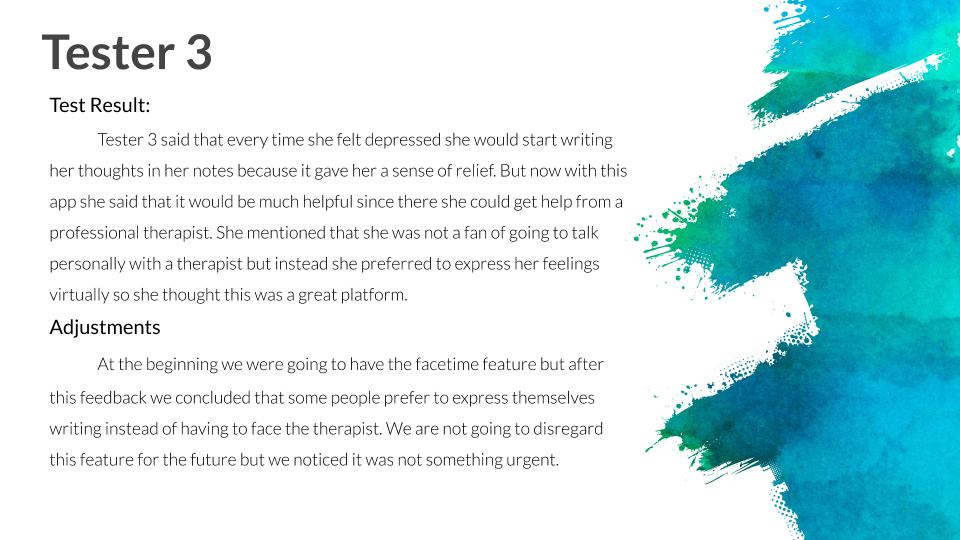 Tester 3
Test Result:
Tester 3 said that every time she felt depressed she would start writing
her thoughts in her notes because it gave her a sense of relief. But now with this
app she said that it would be much helpful since there she could get help from a
professional therapist. She mentioned that she was not a fan of going to talk
personally with a therapist but instead she preferred to express her feelings
virtually so she thought this was a great platform.
Adjustments
At the beginning we were going to have the facetime feature but after
this feedback we concluded that some people prefer to express themselves
writing instead of having to face the therapist. We are not going to disregard
this feature for the future but we noticed it was not something urgent.